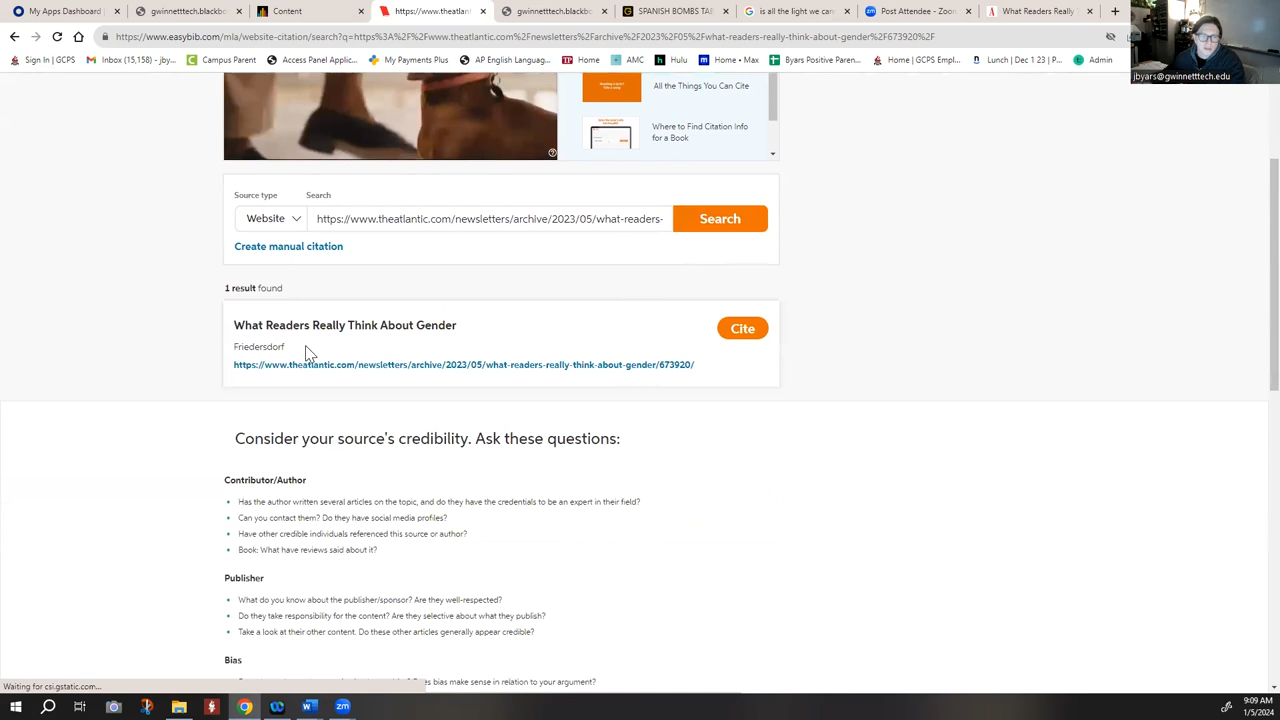 My Apps Dashboard |
gwinnetttech.blackbo
Content
https://www.theatlant
gwinnetttech.blackbo
SPANISH BOMBS TAB
is all the light we cann
Post Attendee - Zoom
What Readers Really
https://www.easybib.com/mla/website-citation/search?q=https%3A%2F%2Fwww.theatlantic.com%2Fnewsletters%2Farchive%2F2023%2F05%2Fwhat-readers-really-think-about-gender%2F673920%2F
Sign In | GCPS
Inbox (15,158) - jby...
Campus Parent
Access Panel Applic...
My Payments Plus
AP English Languag...
Home
AMC
Hulu
Home • Max
Byars Positive Paren...
Home | GCPS Emplo...
Lunch | Dec 1 23 | P...
Admin
jbyars@gwinnetttech.edu
All the Things You Can Cite
Where to Find Citation Info
for a Book
Source type
Search
Website
https://www.theatlantic.com/newsletters/archive/2023/05/what-readers-
Search
Create manual citation
1 result found
What Readers Really Think About Gender
Cite
Friedersdorf
https://www.theatlantic.com/newsletters/archive/2023/05/what-readers-really-think-about-gender/673920/
Consider your source's credibility. Ask these questions:
Contributor/Author
Has the author written several articles on the topic, and do they have the credentials to be an expert in their field?
Can you contact them? Do they have social media profiles?
Have other credible individuals referenced this source or author?
Book: What have reviews said about it?
Publisher
What do you know about the publisher/sponsor? Are they well-respected?
Do they take responsibility for the content? Are they selective about what they publish?
Take a look at their other content. Do these other articles generally appear credible?
Bias
bias make sense in relation to your argument?
Waiting for csi.gstatic.com...
9:09 AM
1/5/2024